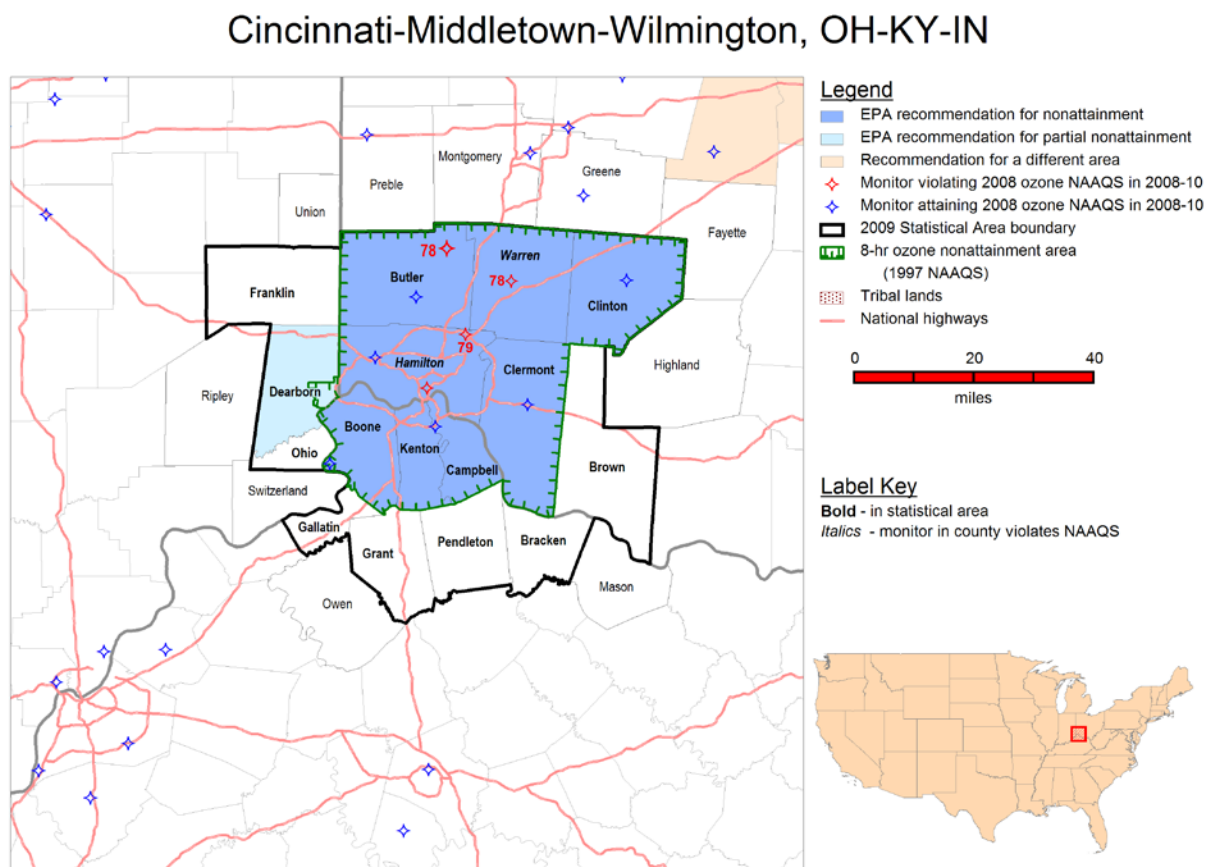 Cincinnati-Middletown-Wilmington, OH-KY-IN
Legend
EPA recommendation for nonattainment
EPA recommendation for partial nonattainment
Recommendation for a different area
Monitor violating 2008 ozone NAAQS in 2008-10
Monitor attaining 2008 ozone NAAQS in 2008-10
2009 Statistical Area boundary
8-hr ozone nonattainment area
(1997 NAAQS)
Tribal lands
National highways
0 20 40
miles
Label Key
Bold - in statistical area
Italics - monitor in county violates NAAQS
Montgomery
Preble
Greene
Union
Fayette
78
Warren
Butler
78
Franklin
Clinton
79
Hamilton
Clermont
Highland
Dearborn
Ripley
Boone
Kenton
Ohio
Campbell
Brown
Switzerland
Gallatin
Grant
Pendleton
Bracken
Mason
Owen